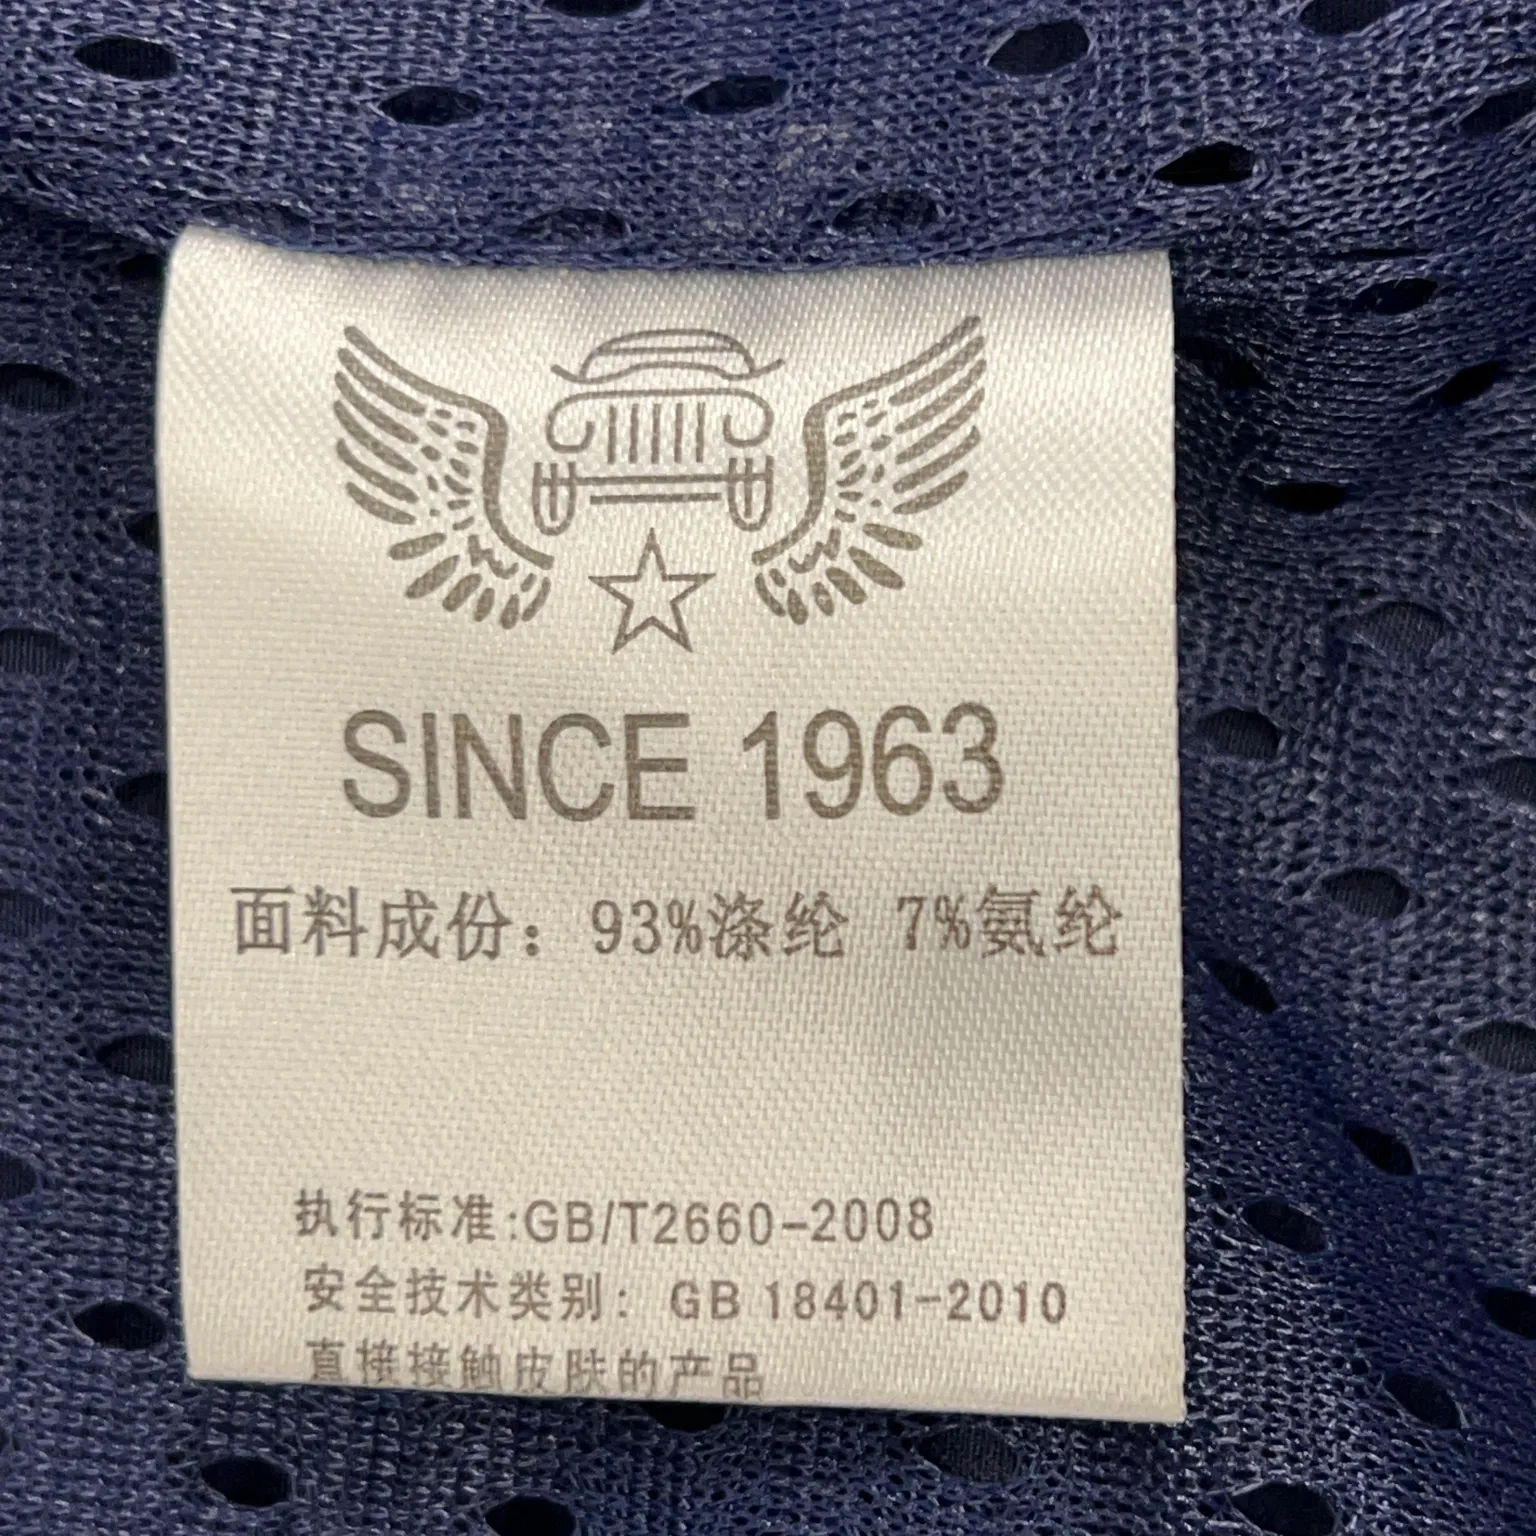 SINCE 1963
面料成份：93%涤纶 7%氨纶
执行标准:GB/T2660-2008
安全技术类别：GB 18401-2010
直接接触皮肤的产品